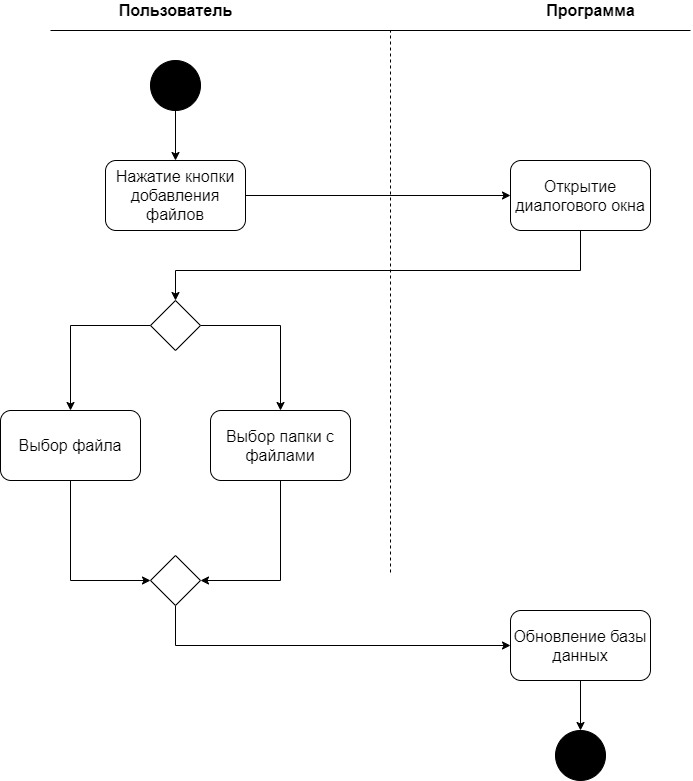 Пользователь
Программа
Нажатие кнопки
добавления
файлов
Открытие
диалогового окна
Выбор файла
Выбор папки с
файлами
Обновление базы
данных